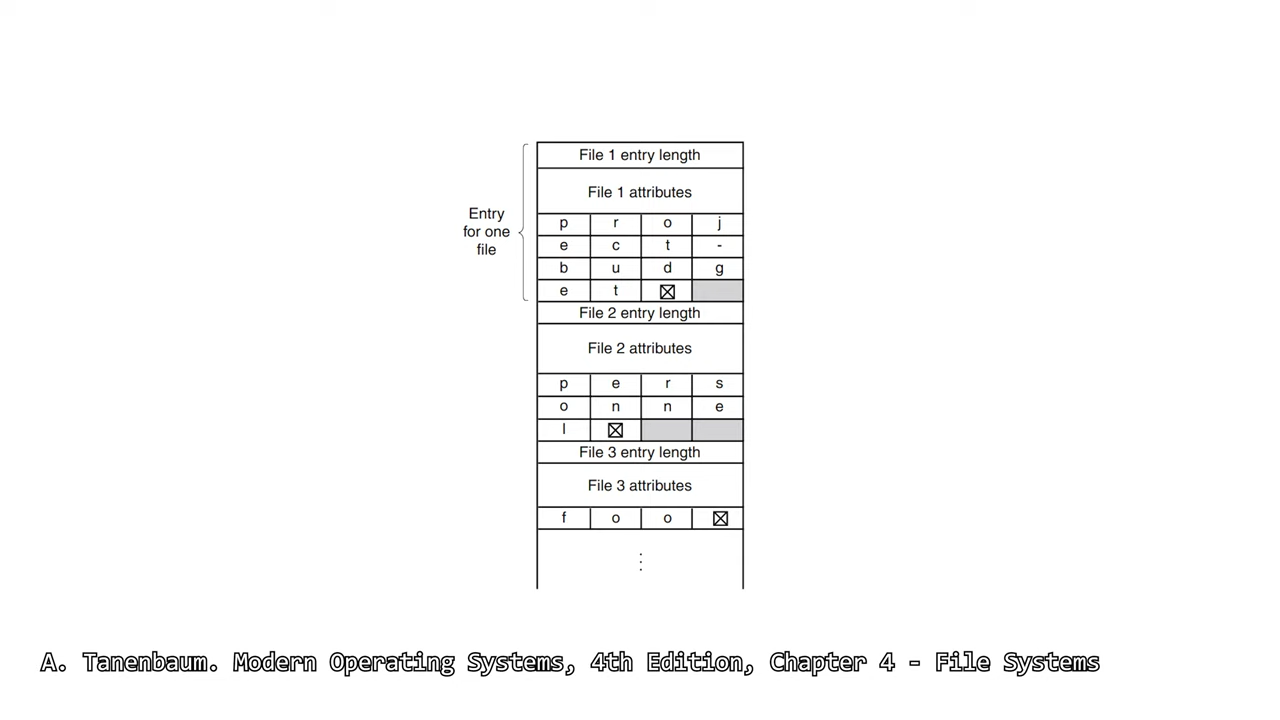 File 1 entry length
File 1 attributes
Entry
for one
file
p r o j
e c t -
b u d g
e t
File 2 entry length
File 2 attributes
p e r s
o n n e
l
File 3 entry length
File 3 attributes
f o o
⋮
A. Tanenbaum. Modern Operating Systems, 4th Edition, Chapter 4 - File Systems